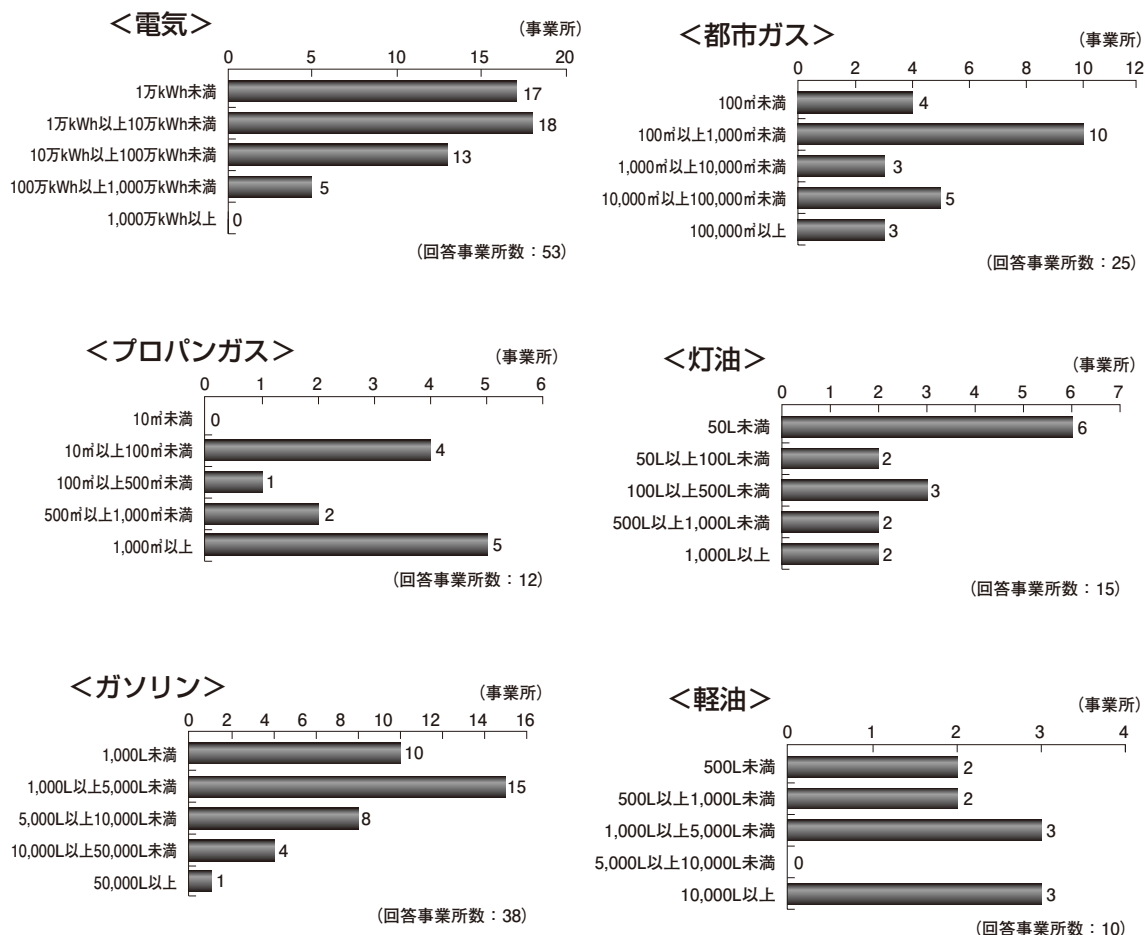 <電気>
(事業所)
0 5 10 15 20
1万kWh未満 17
1万kWh以上10万kWh未満 18
10万kWh以上100万kWh未満 13
100万kWh以上1,000万kWh未満 5
1,000万kWh以上 0
(回答事業所数：53)
<都市ガス>
(事業所)
0 2 4 6 8 10 12
100㎥未満 4
100㎥以上1,000㎥未満 10
1,000㎥以上10,000㎥未満 3
10,000㎥以上100,000㎥未満 5
100,000㎥以上 3
(回答事業所数：25)
<プロパンガス>
(事業所)
0 1 2 3 4 5 6
10㎥未満 0
10㎥以上100㎥未満 4
100㎥以上500㎥未満 1
500㎥以上1,000㎥未満 2
1,000㎥以上 5
(回答事業所数：12)
<灯油>
(事業所)
0 1 2 3 4 5 6 7
50L未満 6
50L以上100L未満 2
100L以上500L未満 3
500L以上1,000L未満 2
1,000L以上 2
(回答事業所数：15)
<ガソリン>
(事業所)
0 2 4 6 8 10 12 14 16
1,000L未満 10
1,000L以上5,000L未満 15
5,000L以上10,000L未満 8
10,000L以上50,000L未満 4
50,000L以上 1
(回答事業所数：38)
<軽油>
(事業所)
0 1 2 3 4
500L未満 2
500L以上1,000L未満 2
1,000L以上5,000L未満 3
5,000L以上10,000L未満 0
10,000L以上 3
(回答事業所数：10)